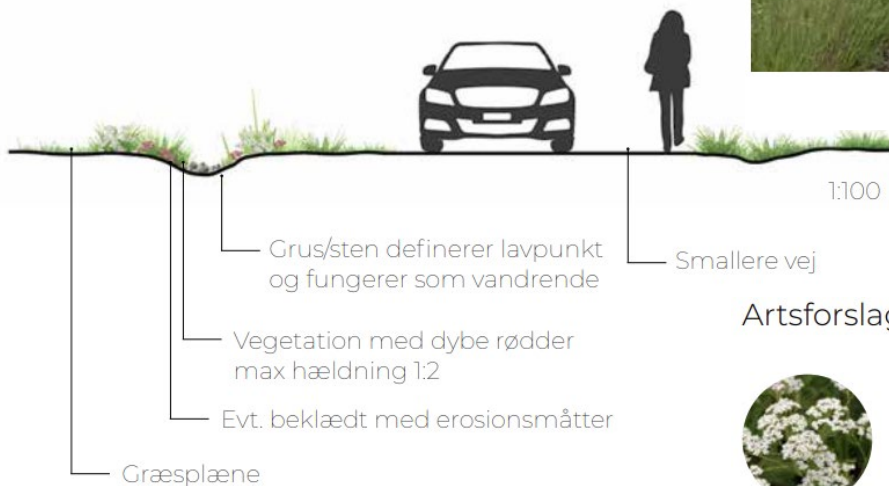 1:100
Grus/sten definerer lavpunkt
og fungerer som vandrende
Smallere vej
Artsforslag
Vegetation med dybe rødder
max hældning 1:2
Evt. beklædt med erosionsmåtter
Græsplæne